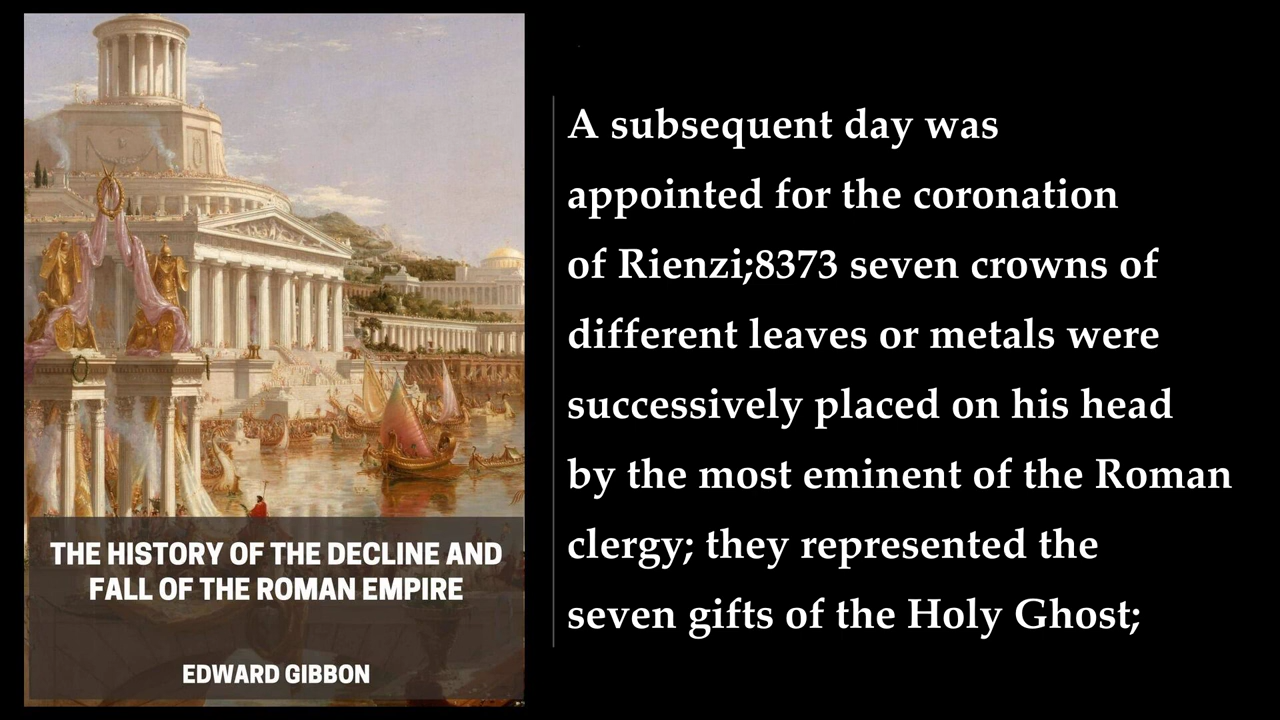 THE HISTORY OF THE DECLINE AND
FALL OF THE ROMAN EMPIRE
EDWARD GIBBON
A subsequent day was
appointed for the coronation
of Rienzi;8373 seven crowns of
different leaves or metals were
successively placed on his head
by the most eminent of the Roman
clergy; they represented the
seven gifts of the Holy Ghost;